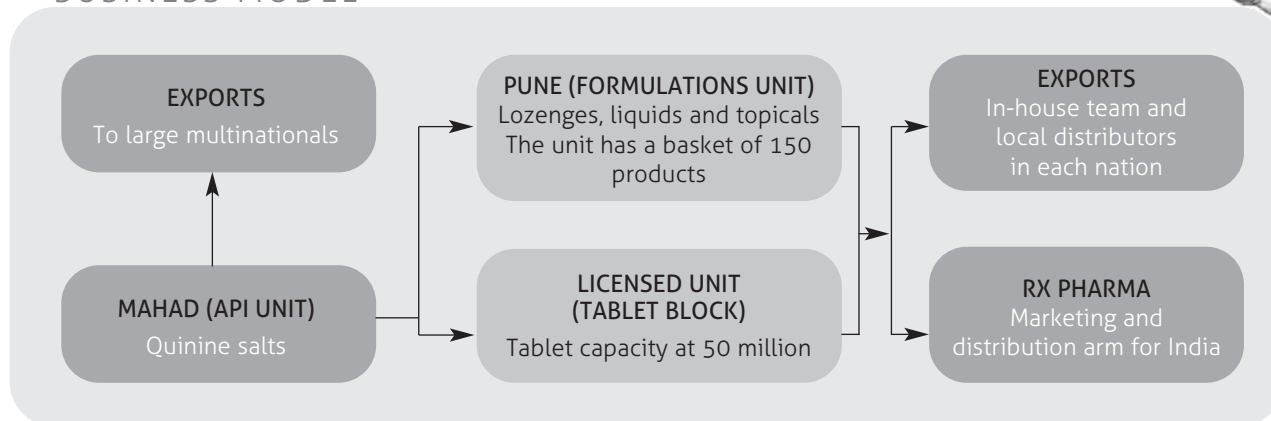 BUSINESS MODEL
EXPORTS
To large multinationals
MAHAD (API UNIT)
Quinine salts
PUNE (FORMULATIONS UNIT)
Lozenges, liquids and topicals
The unit has a basket of 150
products
LICENSED UNIT
(TABLET BLOCK)
Tablet capacity at 50 million
EXPORTS
In-house team and
local distributors
in each nation
RX PHARMA
Marketing and
distribution arm for India